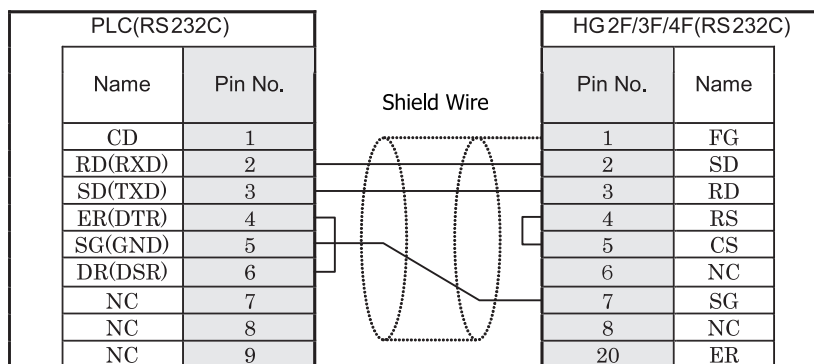 PLC(RS232C) HG2F/3F/4F(RS232C)
Name Pin No. Shield Wire Pin No. Name
CD 1 1 FG
RD(RXD) 2 2 SD
SD(TXD) 3 3 RD
ER(DTR) 4 4 RS
SG(GND) 5 5 CS
DR(DSR) 6 6 NC
NC 7 7 SG
NC 8 8 NC
NC 9 20 ER